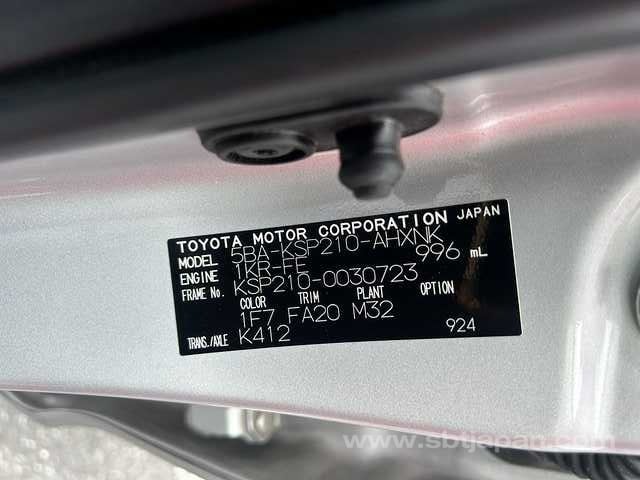 TOYOTA MOTOR CORPORATION JAPAN
MODEL 5BA-KSP210-AHXNK
ENGINE 1KR-FE 996 mL
FRAME No. KSP210-0030723
COLOR TRIM PLANT OPTION
1F7 FA20 M32
TRANS./AXLE K412 924
www.sbtjapan.com